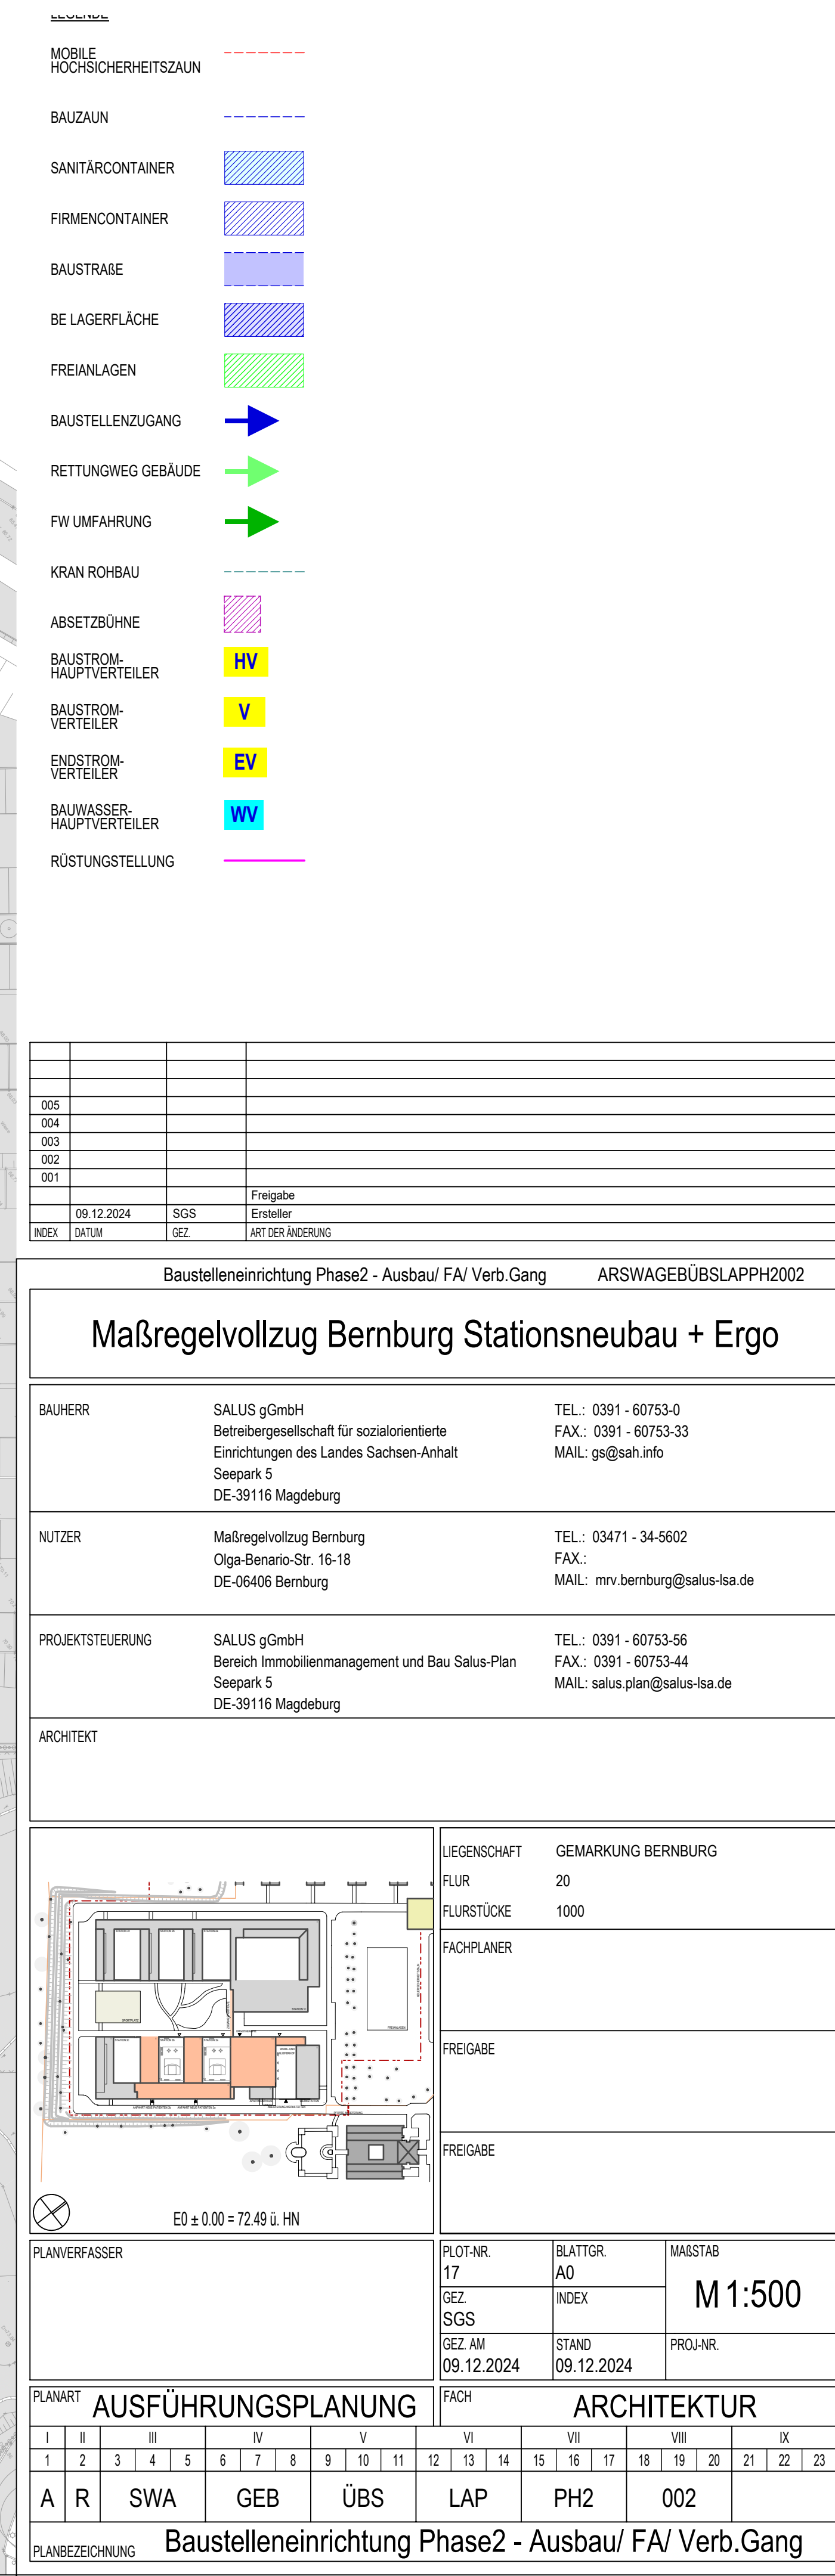 LEGENDE
MOBILE
HOCHSICHERHEITSZAUN
BAUZAUN
SANITÄRCONTAINER
FIRMENCONTAINER
BAUSTRAßE
BE LAGERFLÄCHE
FREIANLAGEN
BAUSTELLENZUGANG
RETTUNGWEG GEBÄUDE
FW UMFAHRUNG
KRAN ROHBAU
ABSETZBÜHNE
BAUSTROM-
HAUPTVERTEILER
HV
BAUSTROM-
VERTEILER
V
ENDSTROM-
VERTEILER
EV
BAUWASSER-
HAUPTVERTEILER
WV
RÜSTUNGSTELLUNG
005
004
003
002
001
Freigabe
09.12.2024 SGS Ersteller
INDEX DATUM GEZ. ART DER ÄNDERUNG
Baustelleneinrichtung Phase2 - Ausbau/ FA/ Verb.Gang ARSWAGEBÜBSLAPPH2002
Maßregelvollzug Bernburg Stationsneubau + Ergo
BAUHERR SALUS gGmbH TEL.: 0391 - 60753-0
Betreibergesellschaft für sozialorientierte FAX.: 0391 - 60753-33
Einrichtungen des Landes Sachsen-Anhalt MAIL: gs@sah.info
Seepark 5
DE-39116 Magdeburg
NUTZER Maßregelvollzug Bernburg TEL.: 03471 - 34-5602
Olga-Benario-Str. 16-18 FAX.:
DE-06406 Bernburg MAIL: mrv.bernburg@salus-lsa.de
PROJEKTSTEUERUNG SALUS gGmbH TEL.: 0391 - 60753-56
Bereich Immobilienmanagement und Bau Salus-Plan FAX.: 0391 - 60753-44
Seepark 5 MAIL: salus.plan@salus-lsa.de
DE-39116 Magdeburg
ARCHITEKT
LIEGENSCHAFT GEMARKUNG BERNBURG
FLUR 20
FLURSTÜCKE 1000
FACHPLANER
FREIGABE
FREIGABE
E0 ± 0.00 = 72.49 ü. HN
PLANVERFASSER
PLOT-NR. BLATTGR. MAßSTAB
17 A0 M 1:500
GEZ. INDEX
SGS
GEZ. AM STAND PROJ-NR.
09.12.2024 09.12.2024
PLANART AUSFÜHRUNGSPLANUNG FACH ARCHITEKTUR
I II III IV V VI VII VIII IX
1 2 3 4 5 6 7 8 9 10 11 12 13 14 15 16 17 18 19 20 21 22 23
A R SWA GEB ÜBS LAP PH2 002
PLANBEZEICHNUNG Baustelleneinrichtung Phase2 - Ausbau/ FA/ Verb.Gang